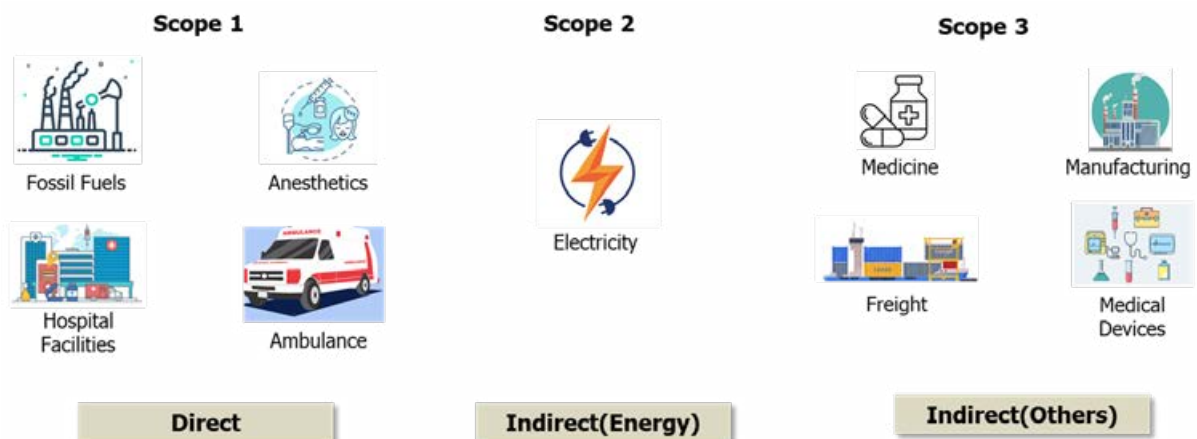 Scope 1
Scope 2
Scope 3
Fossil Fuels
Anesthetics
Hospital
Facilities
AMBULANCE
Ambulance
Electricity
Medicine
Manufacturing
Freight
Medical
Devices
Direct
Indirect(Energy)
Indirect(Others)